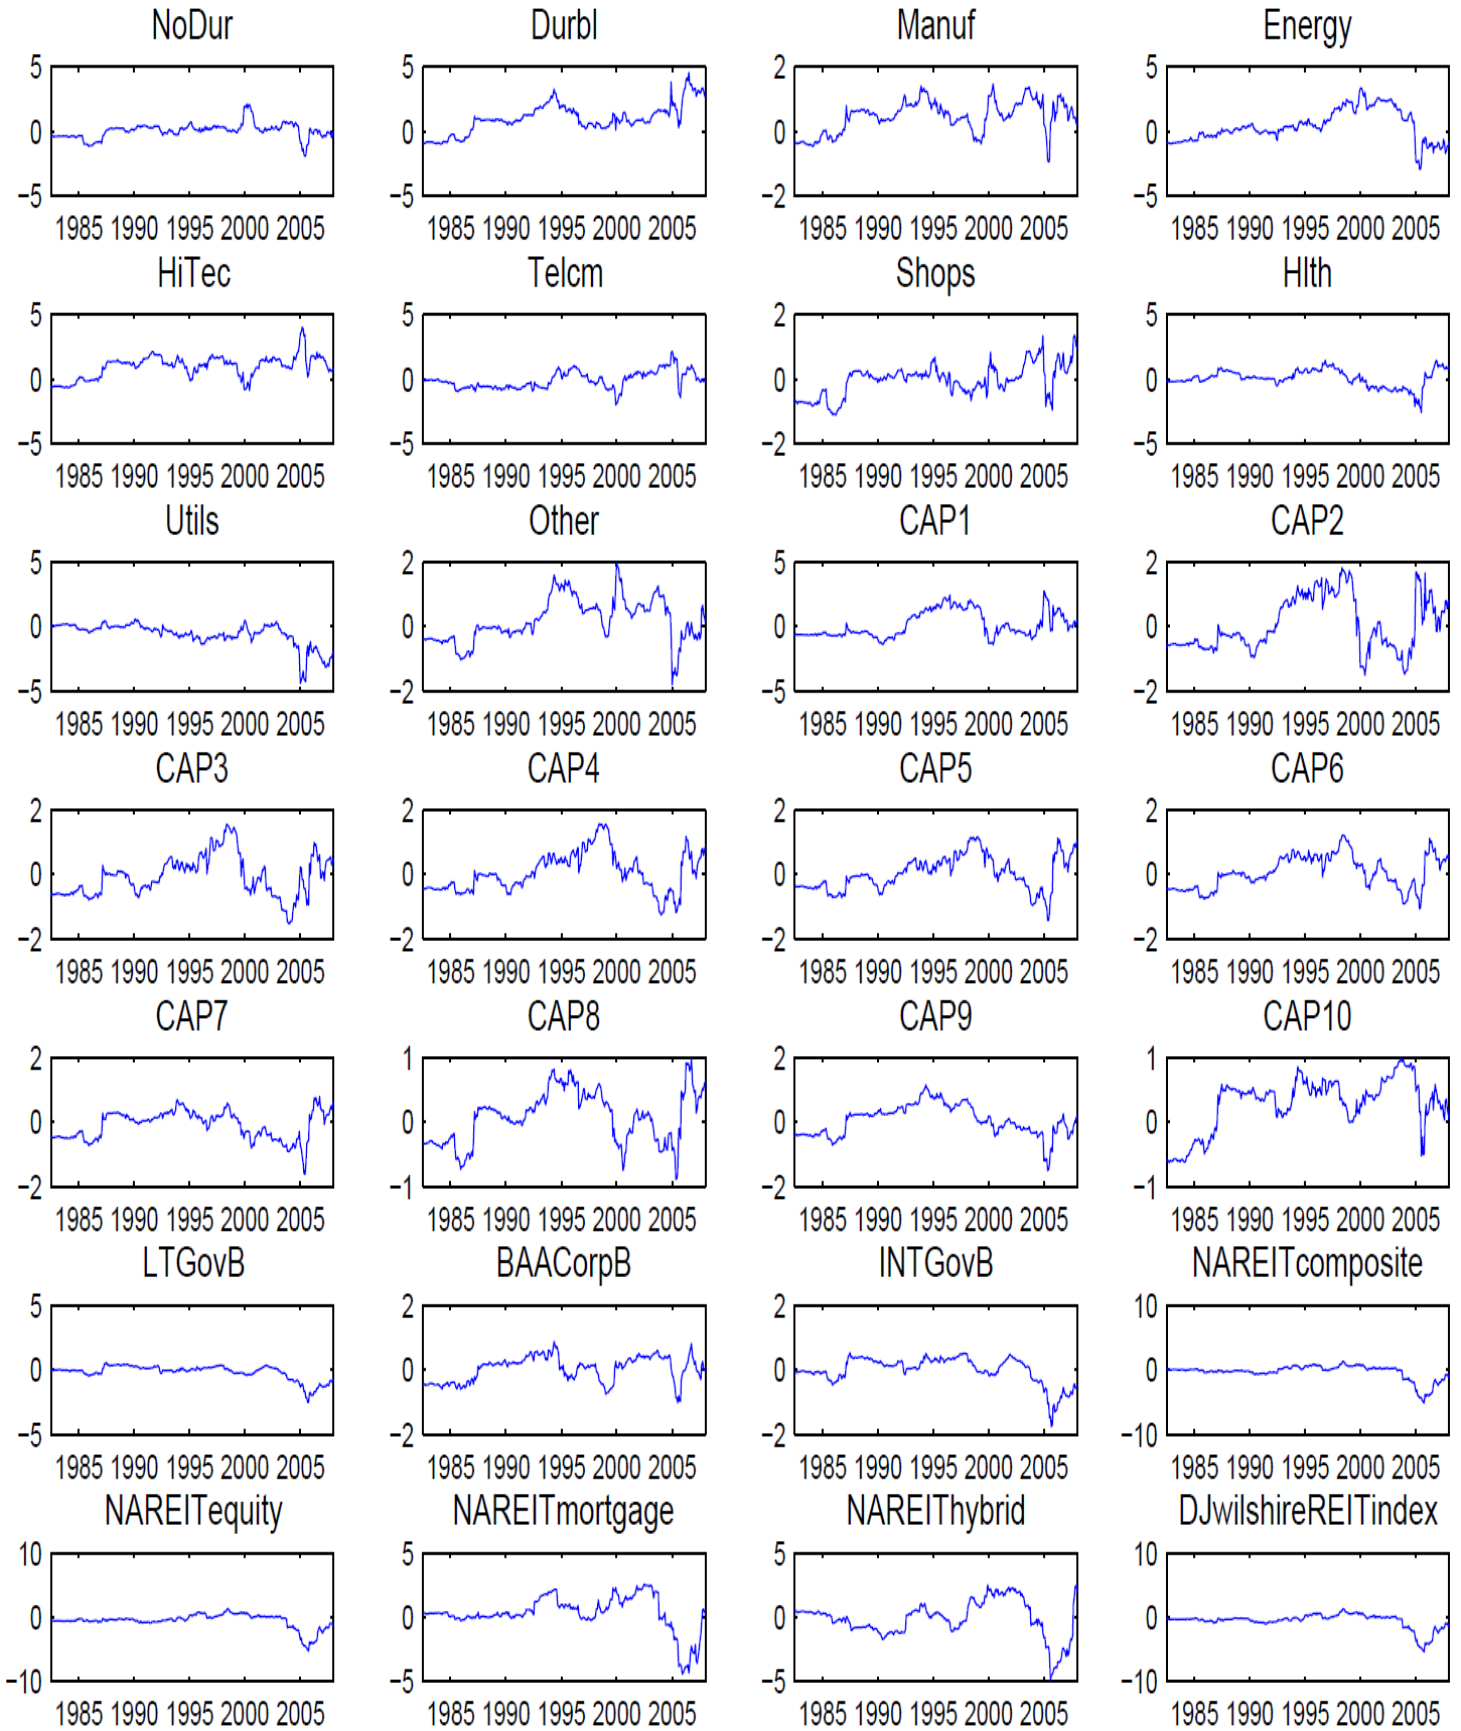 NoDur Durbl Manuf Energy
5 5 2 5
0 0 0 0
−5 −5 −2 −5
1985 1990 1995 2000 2005 1985 1990 1995 2000 2005 1985 1990 1995 2000 2005 1985 1990 1995 2000 2005
HiTec Telcm Shops Hlth
5 5 2 5
0 0 0 0
−5 −5 −2 −5
1985 1990 1995 2000 2005 1985 1990 1995 2000 2005 1985 1990 1995 2000 2005 1985 1990 1995 2000 2005
Utils Other CAP1 CAP2
5 2 5 2
0 0 0 0
−5 −2 −5 −2
1985 1990 1995 2000 2005 1985 1990 1995 2000 2005 1985 1990 1995 2000 2005 1985 1990 1995 2000 2005
CAP3 CAP4 CAP5 CAP6
2 2 2 2
0 0 0 0
−2 −2 −2 −2
1985 1990 1995 2000 2005 1985 1990 1995 2000 2005 1985 1990 1995 2000 2005 1985 1990 1995 2000 2005
CAP7 CAP8 CAP9 CAP10
2 1 2 1
0 0 0 0
−2 −1 −2 −1
1985 1990 1995 2000 2005 1985 1990 1995 2000 2005 1985 1990 1995 2000 2005 1985 1990 1995 2000 2005
LTGovB BAACorpB INTGovB NAREITcomposite
5 2 2 10
0 0 0 0
−5 −2 −2 −10
1985 1990 1995 2000 2005 1985 1990 1995 2000 2005 1985 1990 1995 2000 2005 1985 1990 1995 2000 2005
NAREITequity NAREITmortgage NAREIThybrid DJwilshireREITindex
10 5 5 10
0 0 0 0
−10 −5 −5 −10
1985 1990 1995 2000 2005 1985 1990 1995 2000 2005 1985 1990 1995 2000 2005 1985 1990 1995 2000 2005